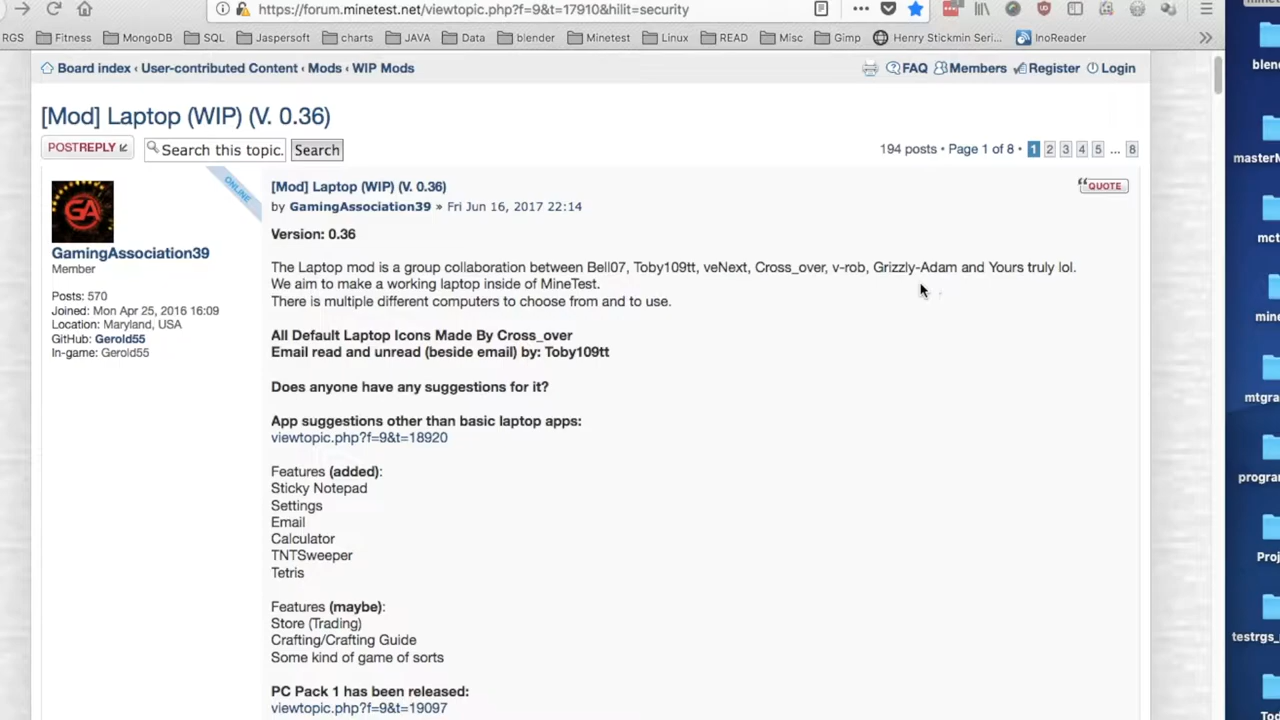 https://forum.minetest.net/viewtopic.php?f=9&t=17910&hilit=security
RGS Fitness MongoDB SQL Jaspersoft charts JAVA Data blender Minetest Linux READ Misc Gimp Henry Stickmin Seri... InoReader
Board index ‹ User-contributed Content ‹ Mods ‹ WIP Mods
FAQ Members Register Login
[Mod] Laptop (WIP) (V. 0.36)
POSTREPLY Search this topic. Search
194 posts • Page 1 of 8 • 1 2 3 4 5 ... 8
ONLINE
GA
GamingAssociation39
Member
Posts: 570
Joined: Mon Apr 25, 2016 16:09
Location: Maryland, USA
GitHub: Gerold55
In-game: Gerold55
[Mod] Laptop (WIP) (V. 0.36)
QUOTE
by GamingAssociation39 » Fri Jun 16, 2017 22:14
Version: 0.36
The Laptop mod is a group collaboration between Bell07, Toby109tt, veNext, Cross_over, v-rob, Grizzly-Adam and Yours truly lol.
We aim to make a working laptop inside of MineTest.
There is multiple different computers to choose from and to use.
All Default Laptop Icons Made By Cross_over
Email read and unread (beside email) by: Toby109tt
Does anyone have any suggestions for it?
App suggestions other than basic laptop apps:
viewtopic.php?f=9&t=18920
Features (added):
Sticky Notepad
Settings
Email
Calculator
TNTSweeper
Tetris
Features (maybe):
Store (Trading)
Crafting/Crafting Guide
Some kind of game of sorts
PC Pack 1 has been released:
viewtopic.php?f=9&t=19097
blen
masterM
mct
mine
mtgra
progran
Proj
testrgs_